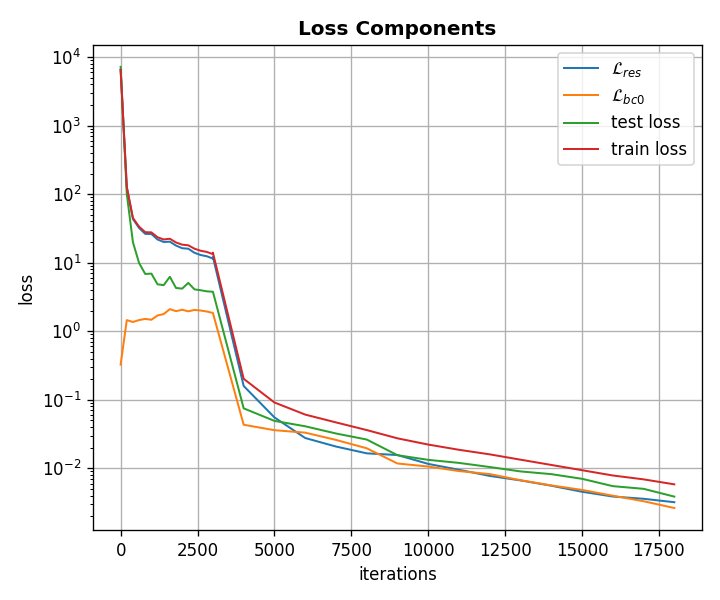 Loss Components
loss
10^4
10^3
10^2
10^1
10^0
10^−1
10^−2
ℒ_res
ℒ_bc0
test loss
train loss
0 2500 5000 7500 10000 12500 15000 17500
iterations